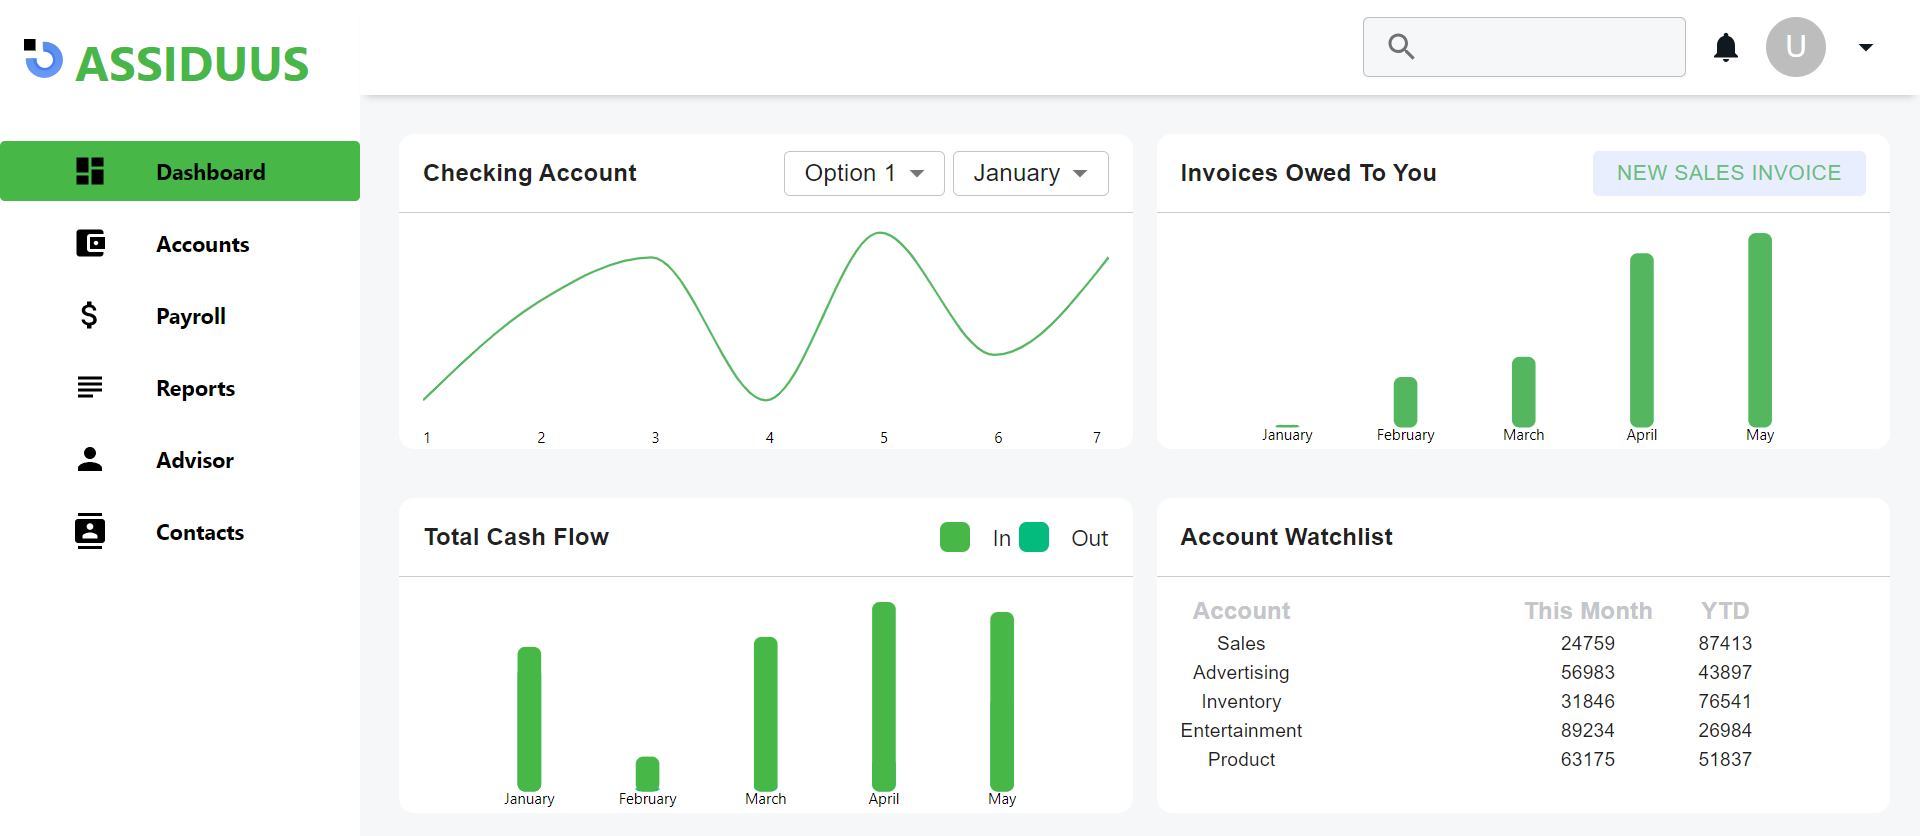 ASSIDUUS
U
Dashboard
Accounts
Payroll
Reports
Advisor
Contacts
Checking Account
Option 1
January
1 2 3 4 5 6 7
Invoices Owed To You
NEW SALES INVOICE
January February March April May
Total Cash Flow
In Out
January February March April May
Account Watchlist
Account This Month YTD
Sales 24759 87413
Advertising 56983 43897
Inventory 31846 76541
Entertainment 89234 26984
Product 63175 51837